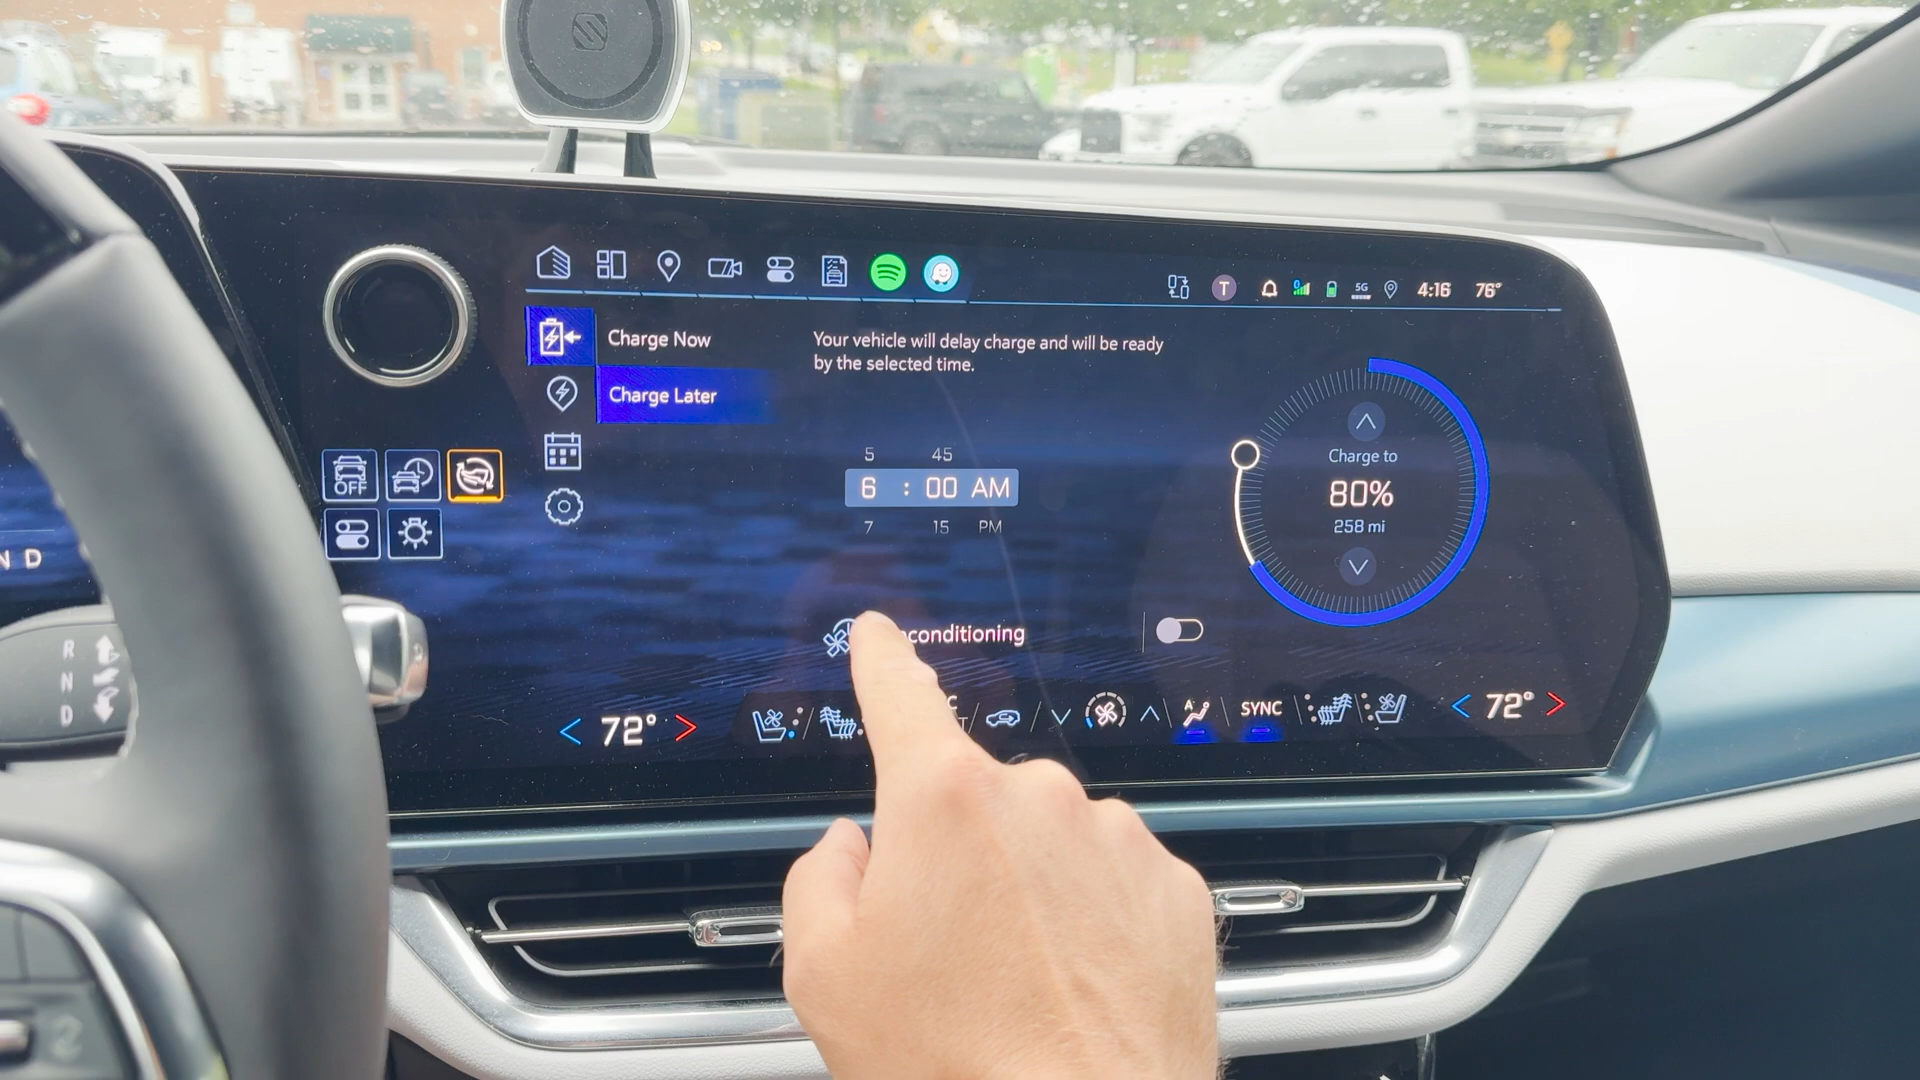 T
5G
4:16
76°
Charge Now
Your vehicle will delay charge and will be ready
by the selected time.
Charge Later
5 45
6 : 00 AM
7 15 PM
Charge to
80%
258 mi
OFF
N D
conditioning
R
N
D
72°
A
SYNC
72°